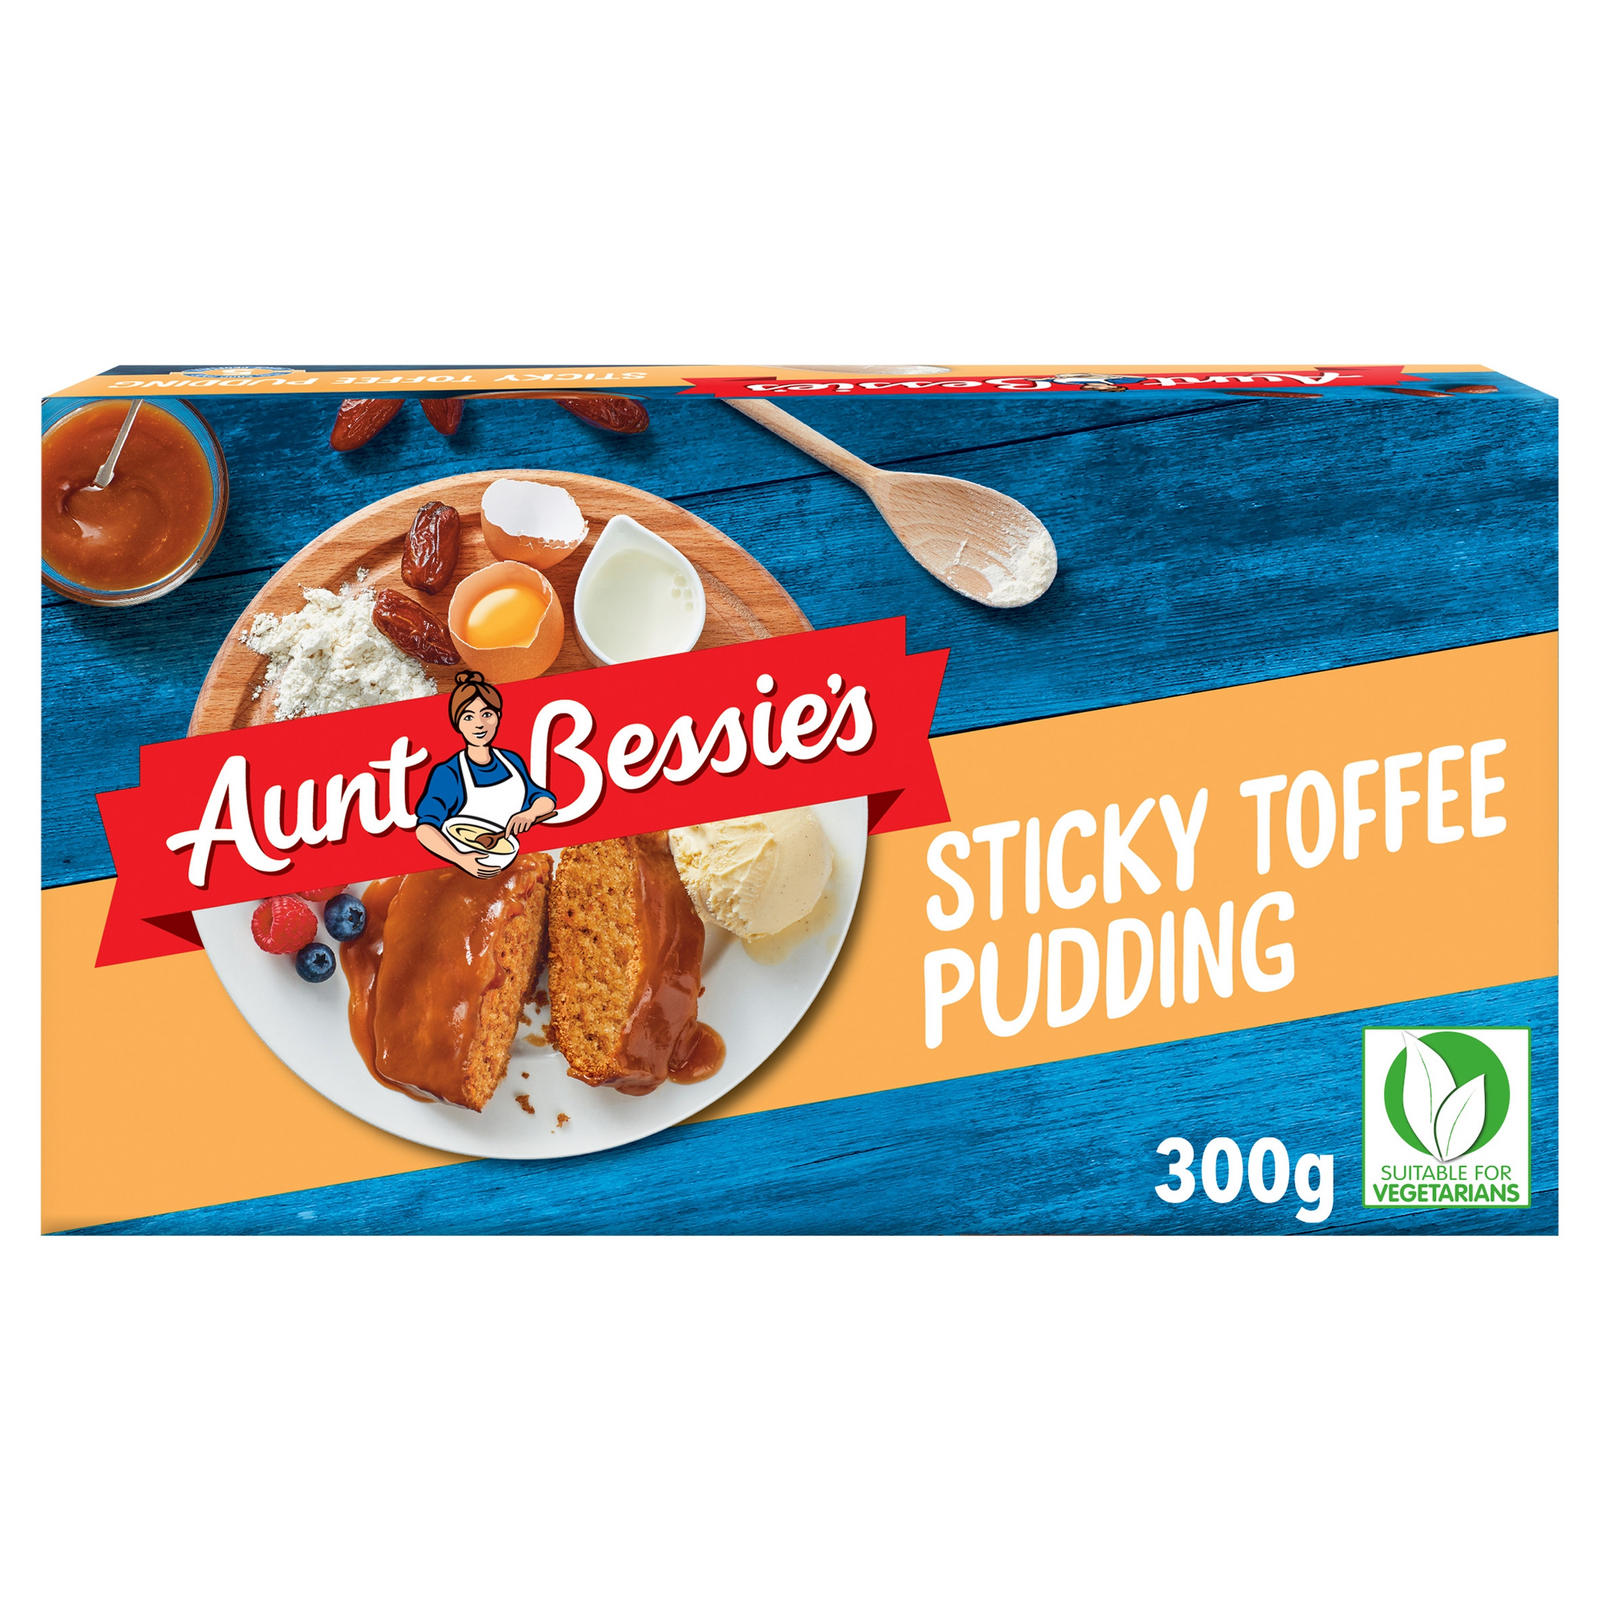 STICKY TOFFEE PUDDING
Aunt Bessie's
Aunt Bessie's
STICKY TOFFEE
PUDDING
300g
SUITABLE FOR
VEGETARIANS